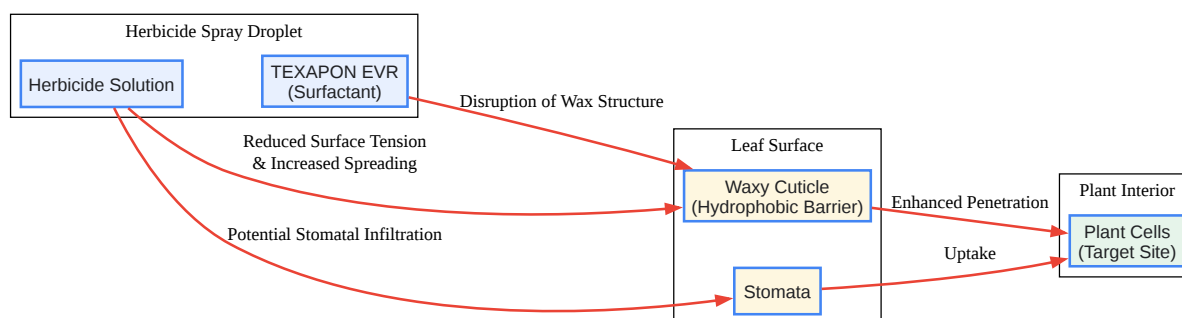 Herbicide Spray Droplet
Herbicide Solution
TEXAPON EVR
(Surfactant)
Disruption of Wax Structure
Reduced Surface Tension
& Increased Spreading
Potential Stomatal Infiltration
Leaf Surface
Waxy Cuticle
(Hydrophobic Barrier)
Stomata
Enhanced Penetration
Uptake
Plant Interior
Plant Cells
(Target Site)